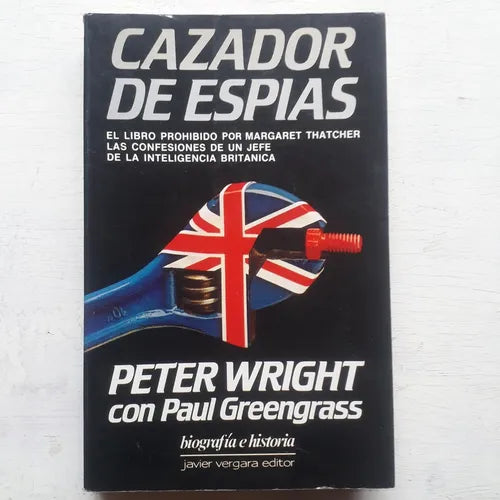 CAZADOR
DE ESPIAS
EL LIBRO PROHIBIDO POR MARGARET THATCHER
LAS CONFESIONES DE UN JEFE
DE LA INTELIGENCIA BRITANICA
PETER WRIGHT
con Paul Greengrass
biografía e historia
javier vergara editor